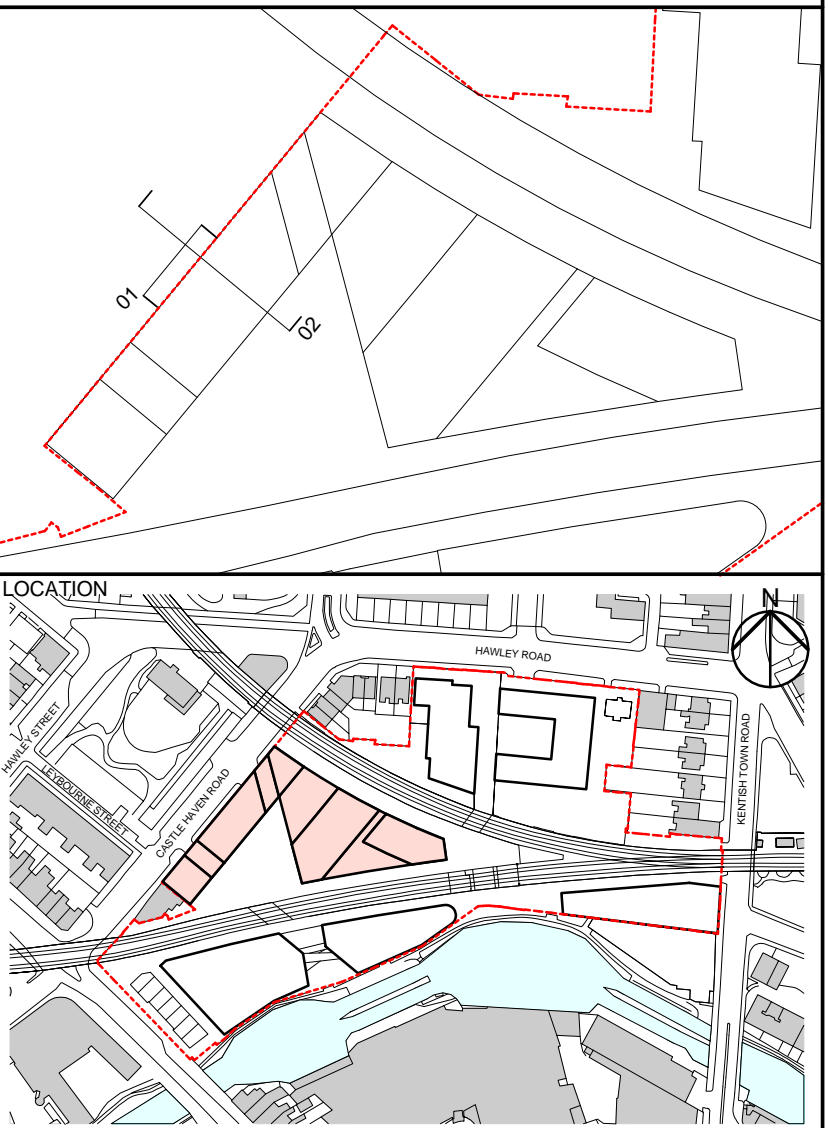 01
02
LOCATION
N
HAWLEY ROAD
HAWLEY STREET
LEYBOURNE STREET
CASTLE HAVEN ROAD
KENTISH TOWN ROAD